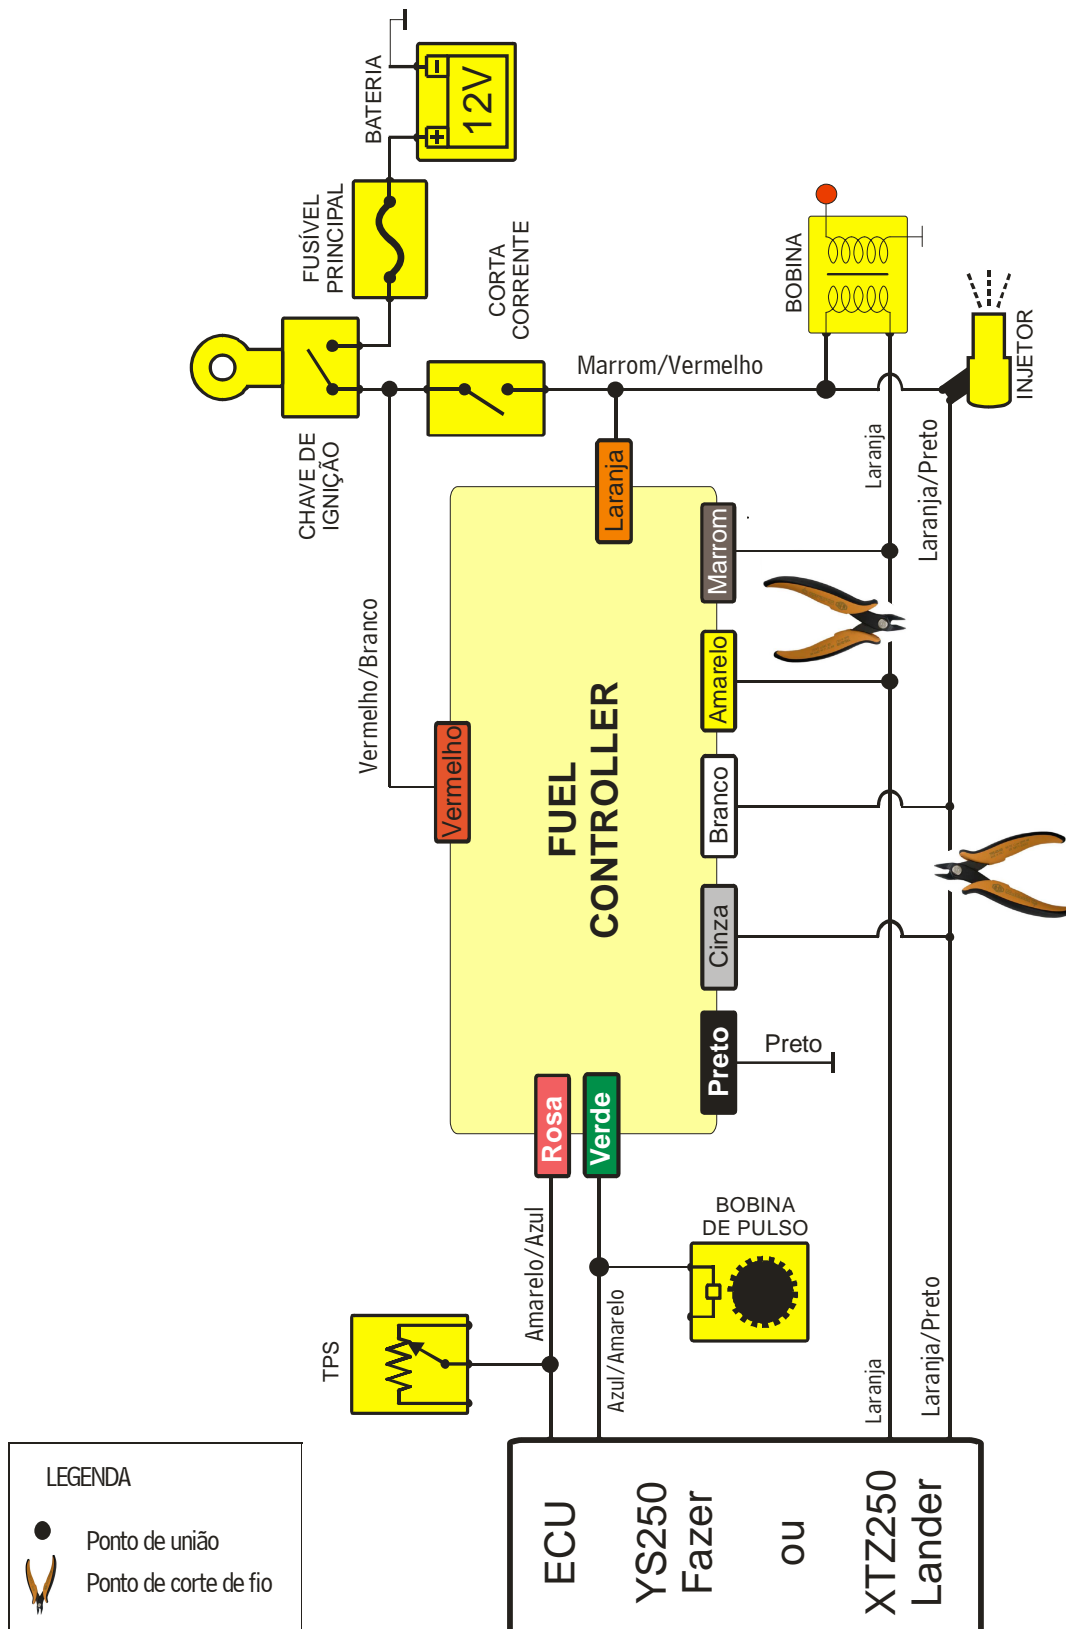 BATERIA
12V
FUSÍVEL
PRINCIPAL
CHAVE DE
IGNIÇÃO
CORTA
CORRENTE
Marrom/Vermelho
BOBINA
INJETOR
Laranja
Laranja/Preto
Vermelho/Branco
Vermelho
Laranja
Marrom
Amarelo
Branco
Cinza
Preto
Preto
Rosa
Verde
FUEL
CONTROLLER
Amarelo/Azul
Azul/Amarelo
BOBINA
DE PULSO
TPS
Laranja
Laranja/Preto
ECU
YS250
Fazer
ou
XTZ250
Lander
LEGENDA
Ponto de união
Ponto de corte de fio